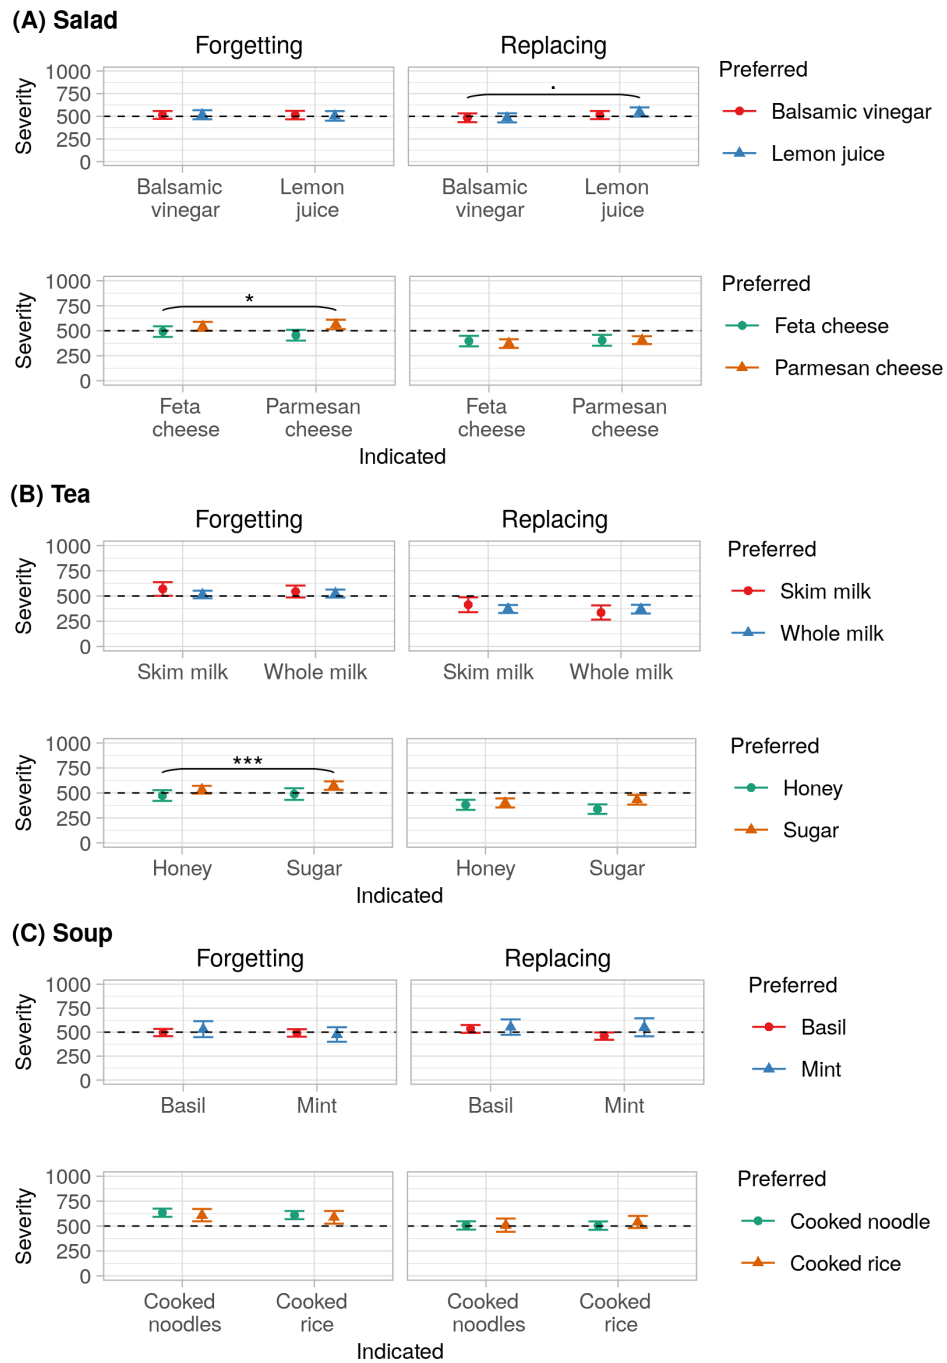 (A) Salad
Forgetting
Replacing
Severity
1000
750
500
250
0
.
Balsamic
vinegar
Lemon
juice
Balsamic
vinegar
Lemon
juice
Preferred
Balsamic vinegar
Lemon juice
Severity
1000
750
500
250
0
*
Feta
cheese
Parmesan
cheese
Feta
cheese
Parmesan
cheese
Indicated
Preferred
Feta cheese
Parmesan cheese
(B) Tea
Forgetting
Replacing
Severity
1000
750
500
250
0
Skim milk
Whole milk
Skim milk
Whole milk
Preferred
Skim milk
Whole milk
Severity
1000
750
500
250
0
***
Honey
Sugar
Honey
Sugar
Indicated
Preferred
Honey
Sugar
(C) Soup
Forgetting
Replacing
Severity
1000
750
500
250
0
Basil
Mint
Basil
Mint
Preferred
Basil
Mint
Severity
1000
750
500
250
0
Cooked
noodles
Cooked
rice
Cooked
noodles
Cooked
rice
Indicated
Preferred
Cooked noodle
Cooked rice